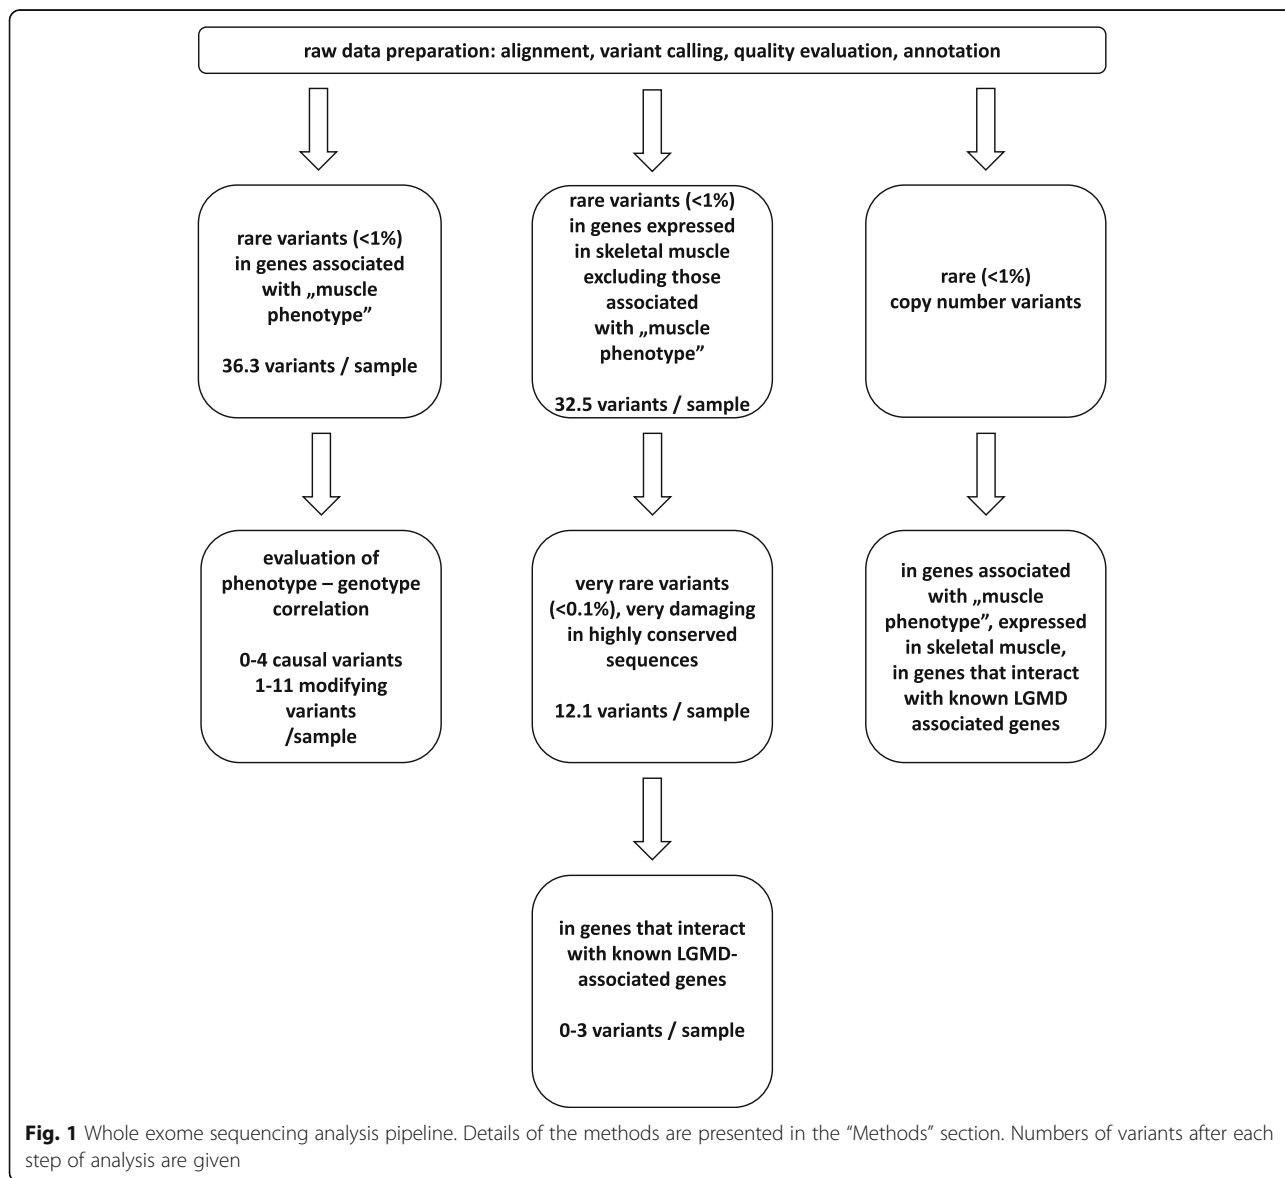 raw data preparation: alignment, variant calling, quality evaluation, annotation
rare variants (<1%)
in genes associated
with „muscle
phenotype”
36.3 variants / sample
rare variants (<1%)
in genes expressed
in skeletal muscle
excluding those
associated
with „muscle
phenotype”
32.5 variants / sample
rare (<1%)
copy number variants
evaluation of
phenotype – genotype
correlation
0-4 causal variants
1-11 modifying
variants
/sample
very rare variants
(<0.1%), very damaging
in highly conserved
sequences
12.1 variants / sample
in genes associated
with „muscle
phenotype”, expressed
in skeletal muscle,
in genes that interact
with known LGMD
associated genes
in genes that interact
with known LGMD-
associated genes
0-3 variants / sample
Fig. 1 Whole exome sequencing analysis pipeline. Details of the methods are presented in the “Methods” section. Numbers of variants after each
step of analysis are given